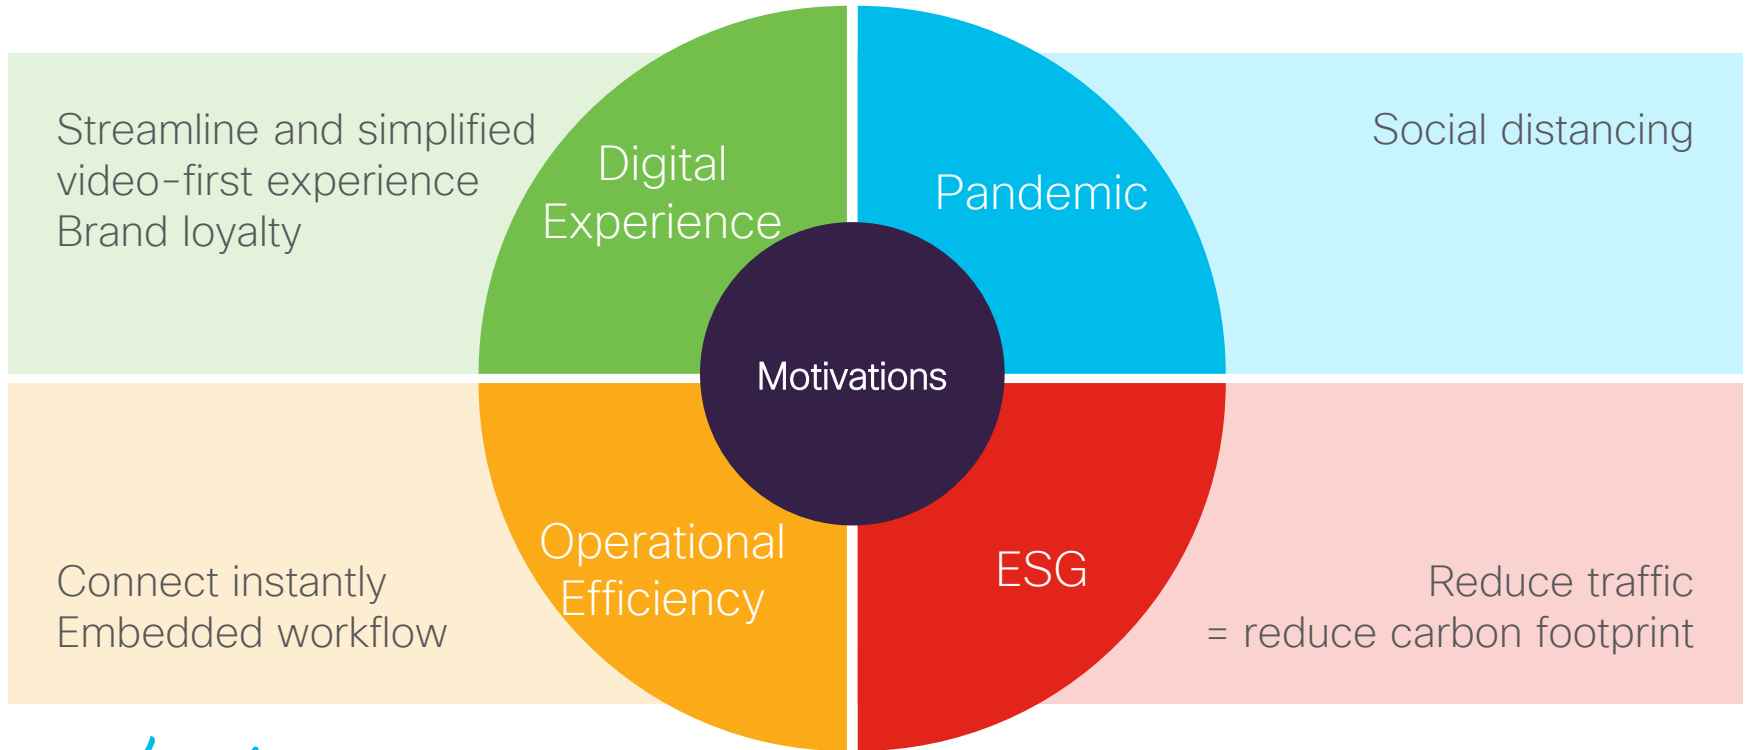 Streamline and simplified
video-first experience
Brand loyalty
Digital
Experience
Pandemic
Social distancing
Motivations
Connect instantly
Embedded workflow
Operational
Efficiency
ESG
Reduce traffic
= reduce carbon footprint